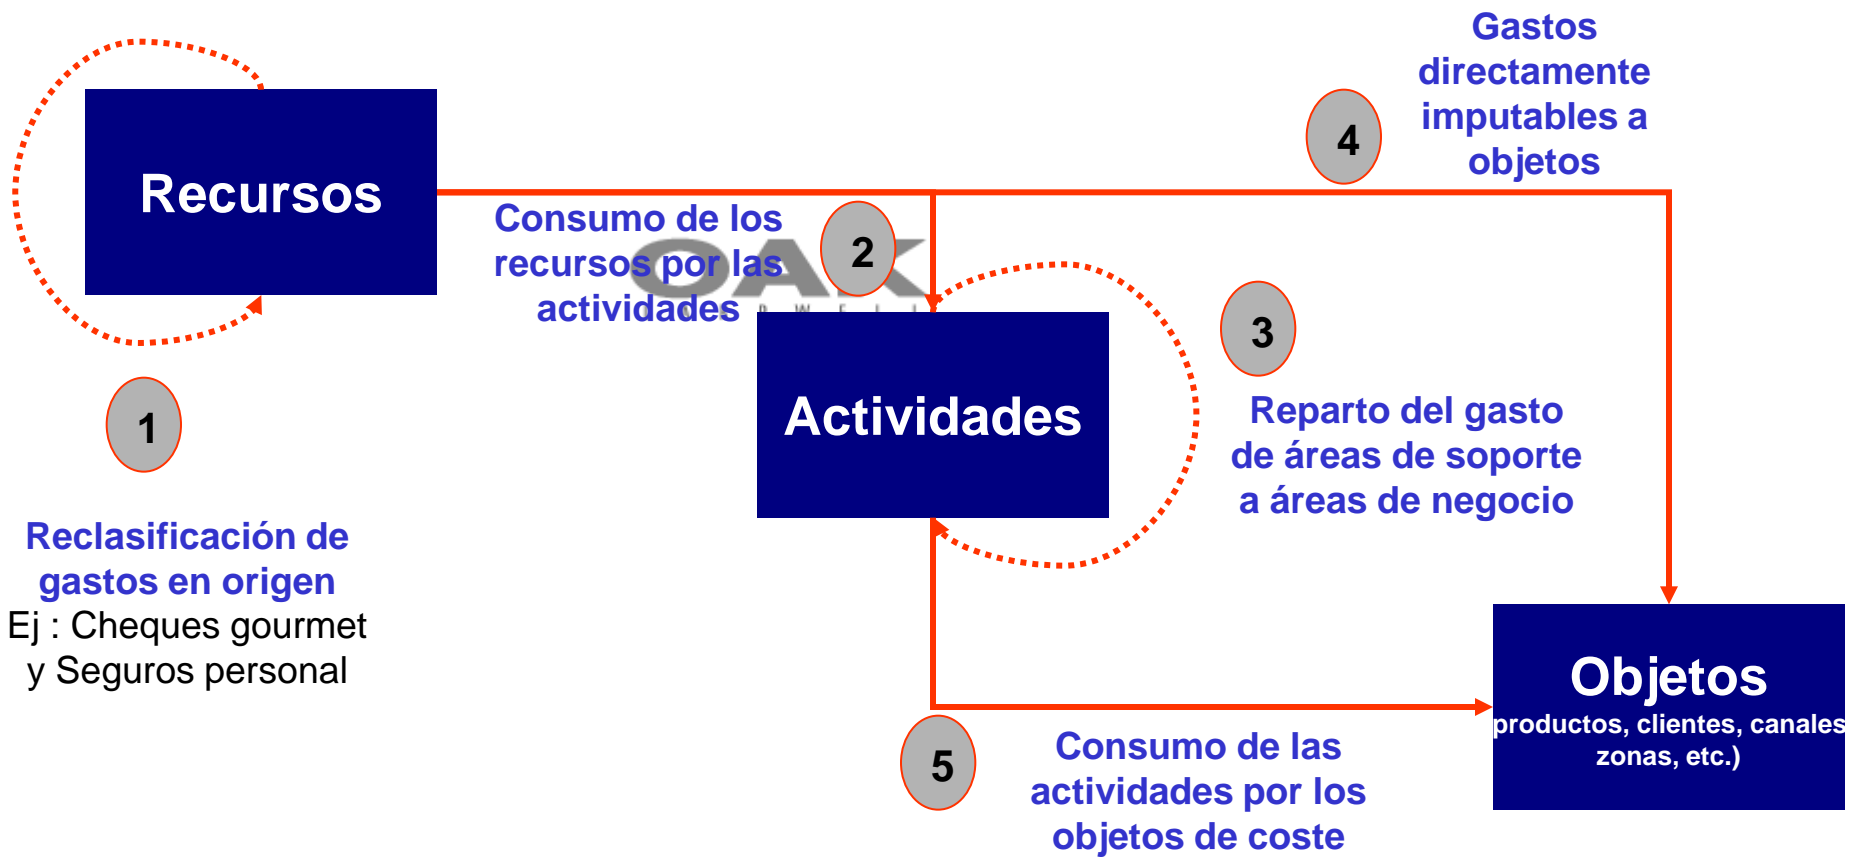 Recursos
1
Reclasificación de
gastos en origen
Ej : Cheques gourmet
y Seguros personal
Consumo de los
recursos por las
actividades
2
OAK
Actividades
3
Reparto del gasto
de áreas de soporte
a áreas de negocio
4
Gastos
directamente
imputables a
objetos
5
Consumo de las
actividades por los
objetos de coste
Objetos
productos, clientes, canales
zonas, etc.)